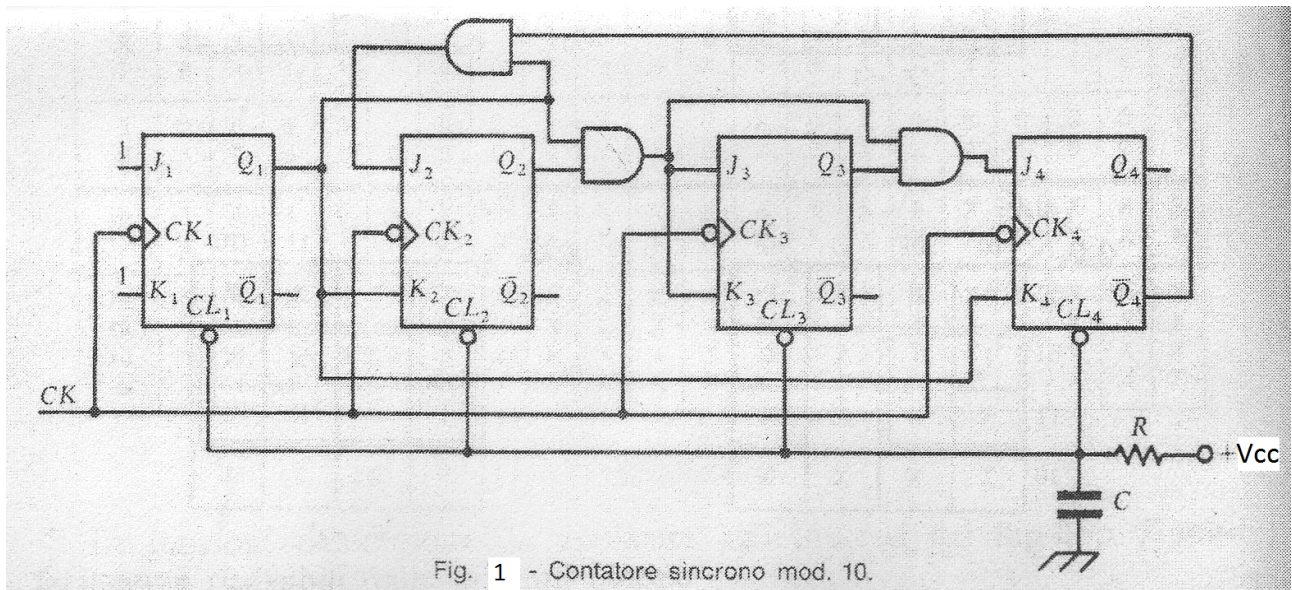 1 J₁ Q₁ J₂ Q₂ J₃ Q₃ J₄ Q₄
CK₁ CK₂ CK₃ CK₄
1 K₁ Q̅₁ K₂ Q̅₂ K₃ Q̅₃ K₄ Q̅₄
CL₁ CL₂ CL₃ CL₄
CK
R
+Vcc
C
Fig. 1 - Contatore sincrono mod. 10.